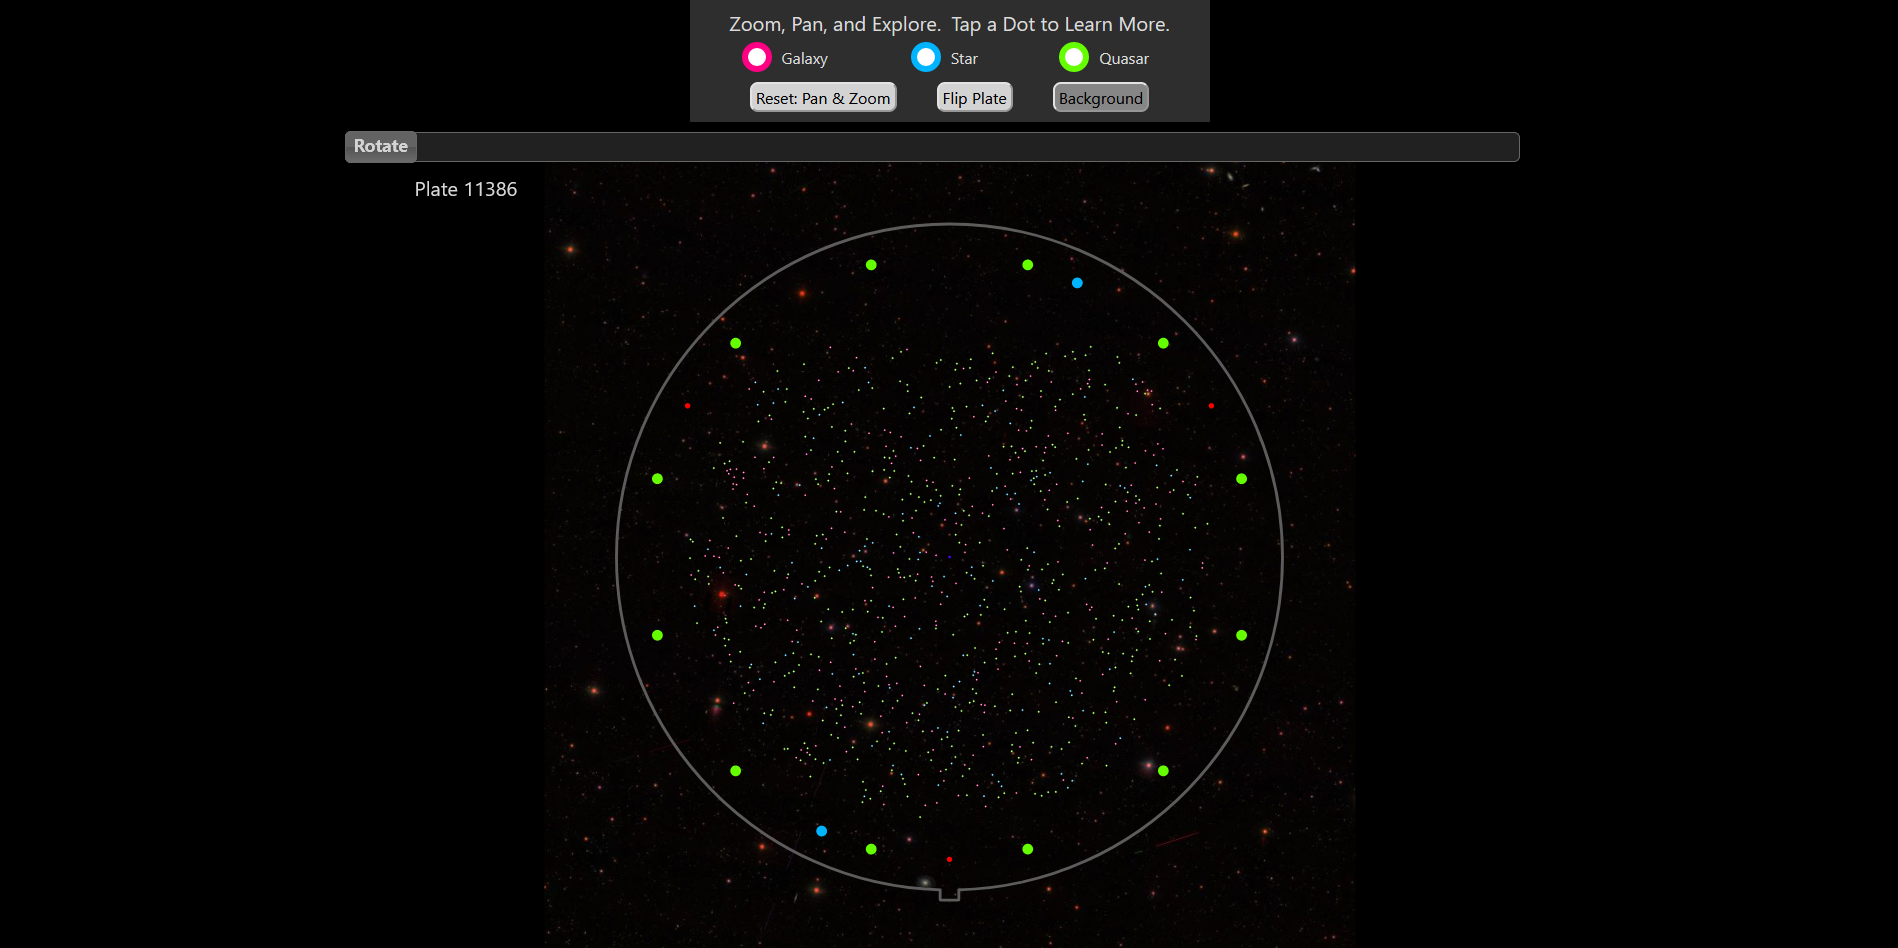 Zoom, Pan, and Explore.  Tap a Dot to Learn More.
Galaxy Star Quasar
Reset: Pan & Zoom Flip Plate Background
Rotate
Plate 11386